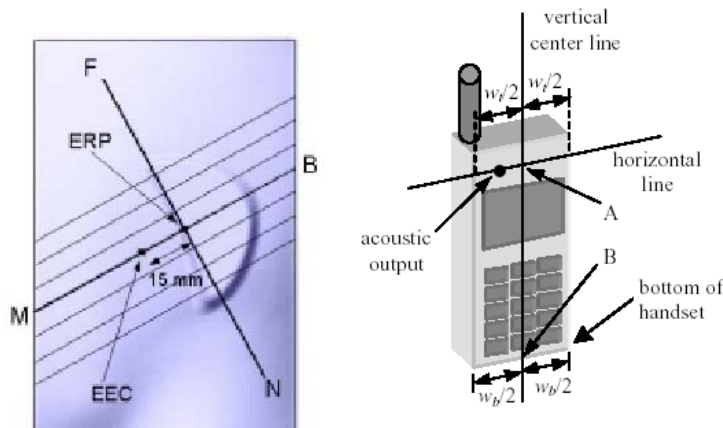 F
ERP
B
15 mm
M
EEC
N
vertical
center line
w_t/2 w_t/2
horizontal
line
A
acoustic
output
B
bottom of
handset
w_b/2 w_b/2